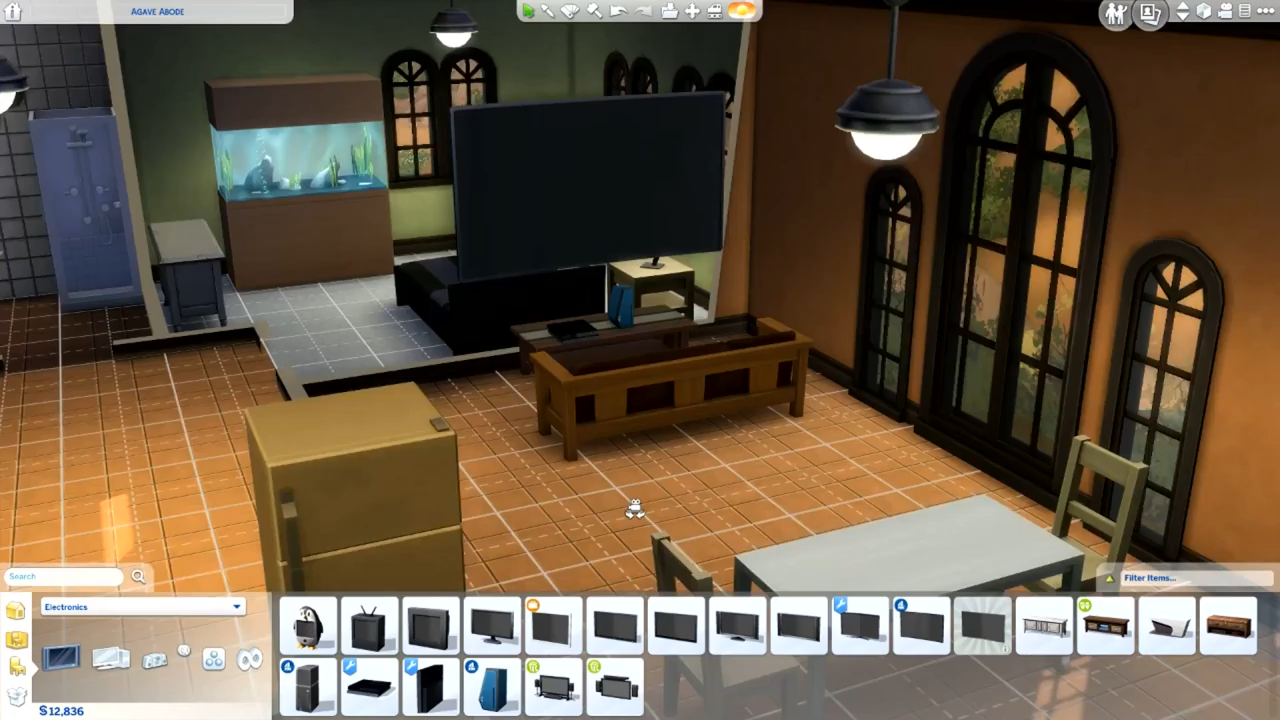 AGAVE ABODE
Search
Filter Items...
Electronics
$12,836